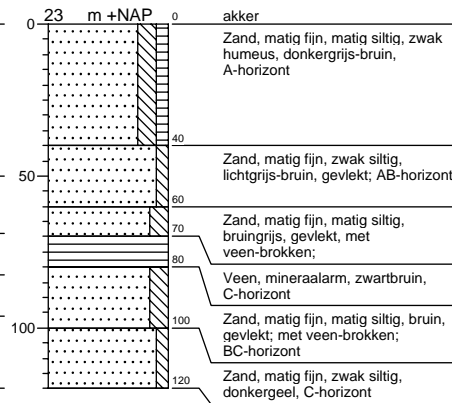 23 m +NAP 0 akker
0
Zand, matig fijn, matig siltig, zwak
humeus, donkergrijs-bruin,
A-horizont
40
Zand, matig fijn, zwak siltig,
lichtgrijs-bruin, gevlekt; AB-horizont
50
60
Zand, matig fijn, matig siltig,
bruingrijs, gevlekt, met
veen-brokken;
70
80
Veen, mineraalarm, zwartbruin,
C-horizont
Zand, matig fijn, matig siltig, bruin,
gevlekt; met veen-brokken;
BC-horizont
100
100
Zand, matig fijn, zwak siltig,
donkergeel, C-horizont
120